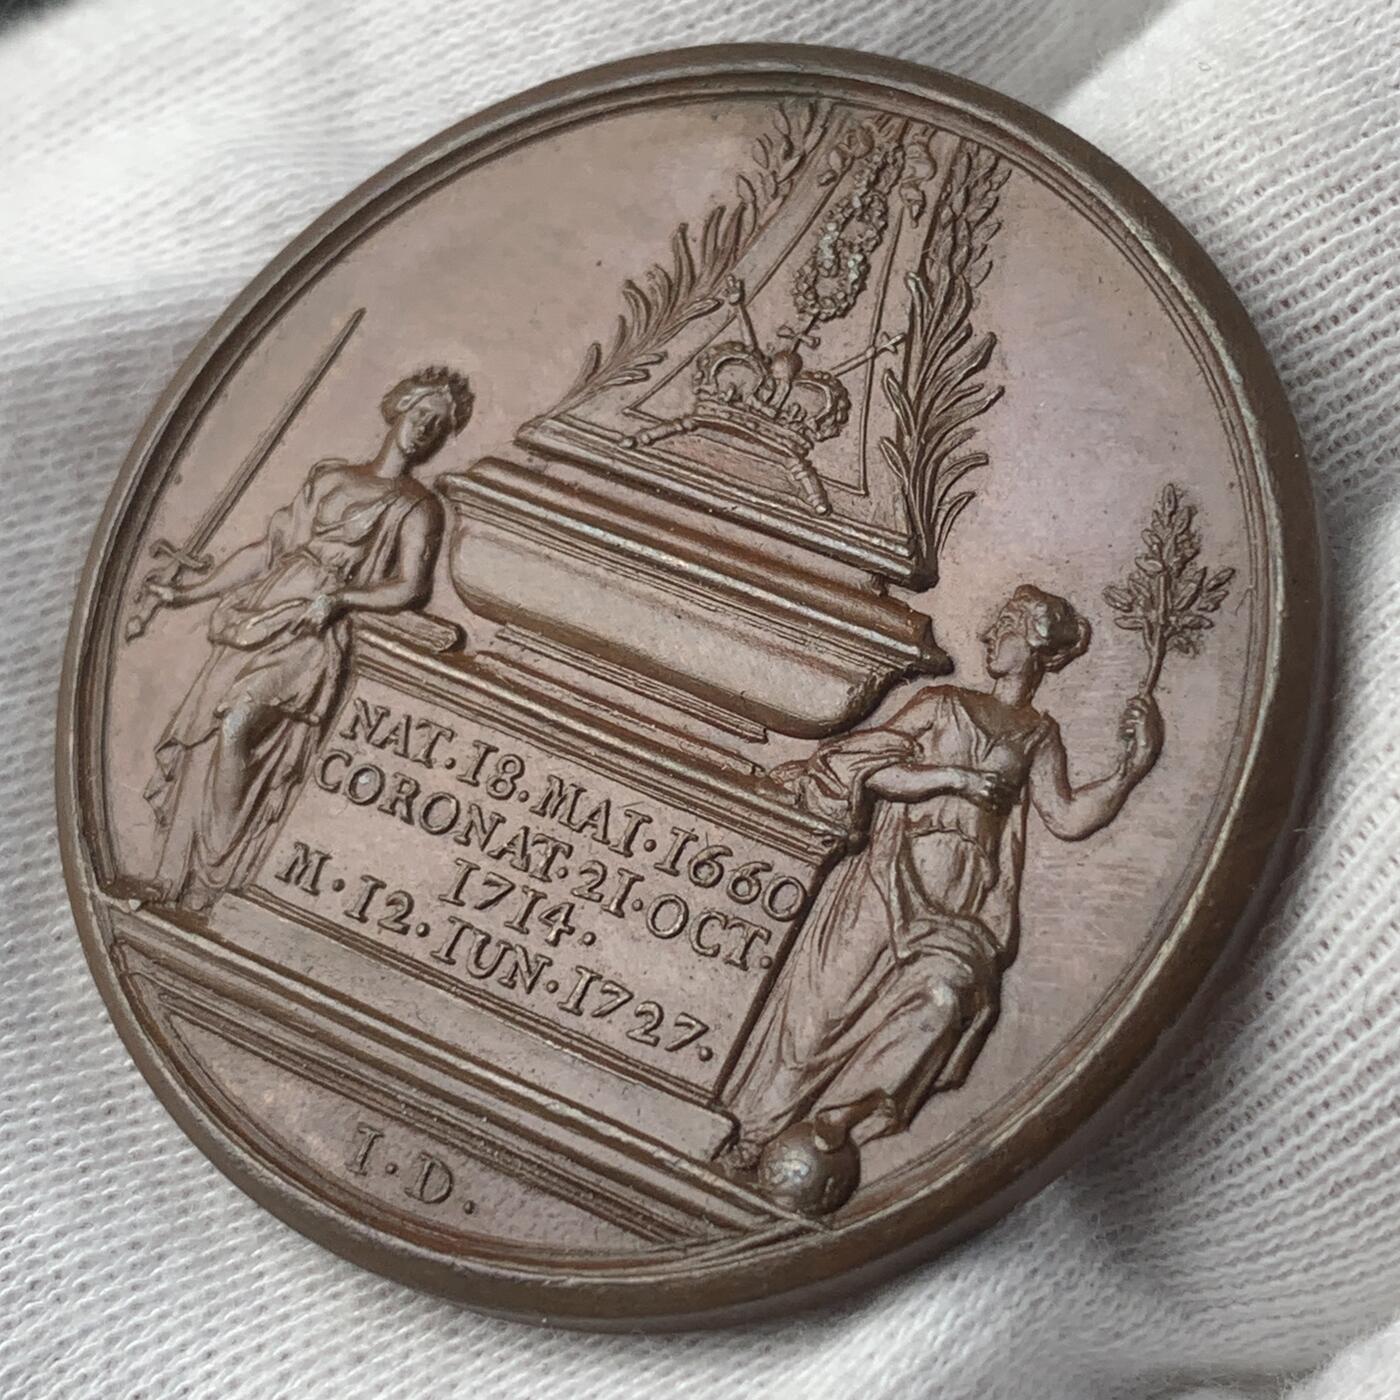 NAT. 18. MAI. 1660
CORONAT. 21. OCT.
1714.
M. 12. IUN. 1727.
I. D.